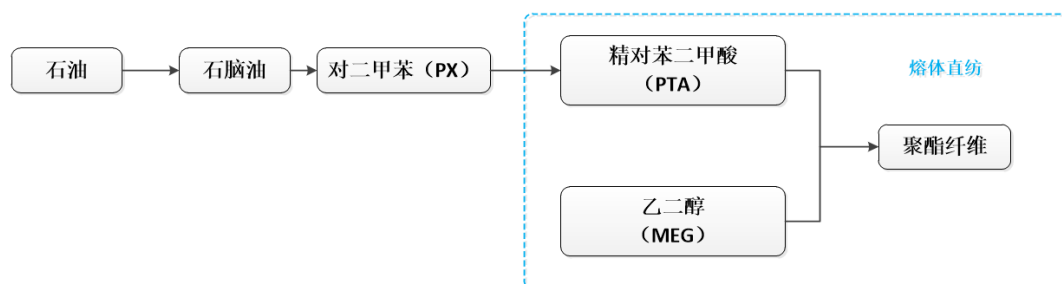 石油
石脑油
对二甲苯（PX）
精对苯二甲酸
（PTA）
熔体直纺
聚酯纤维
乙二醇
（MEG）